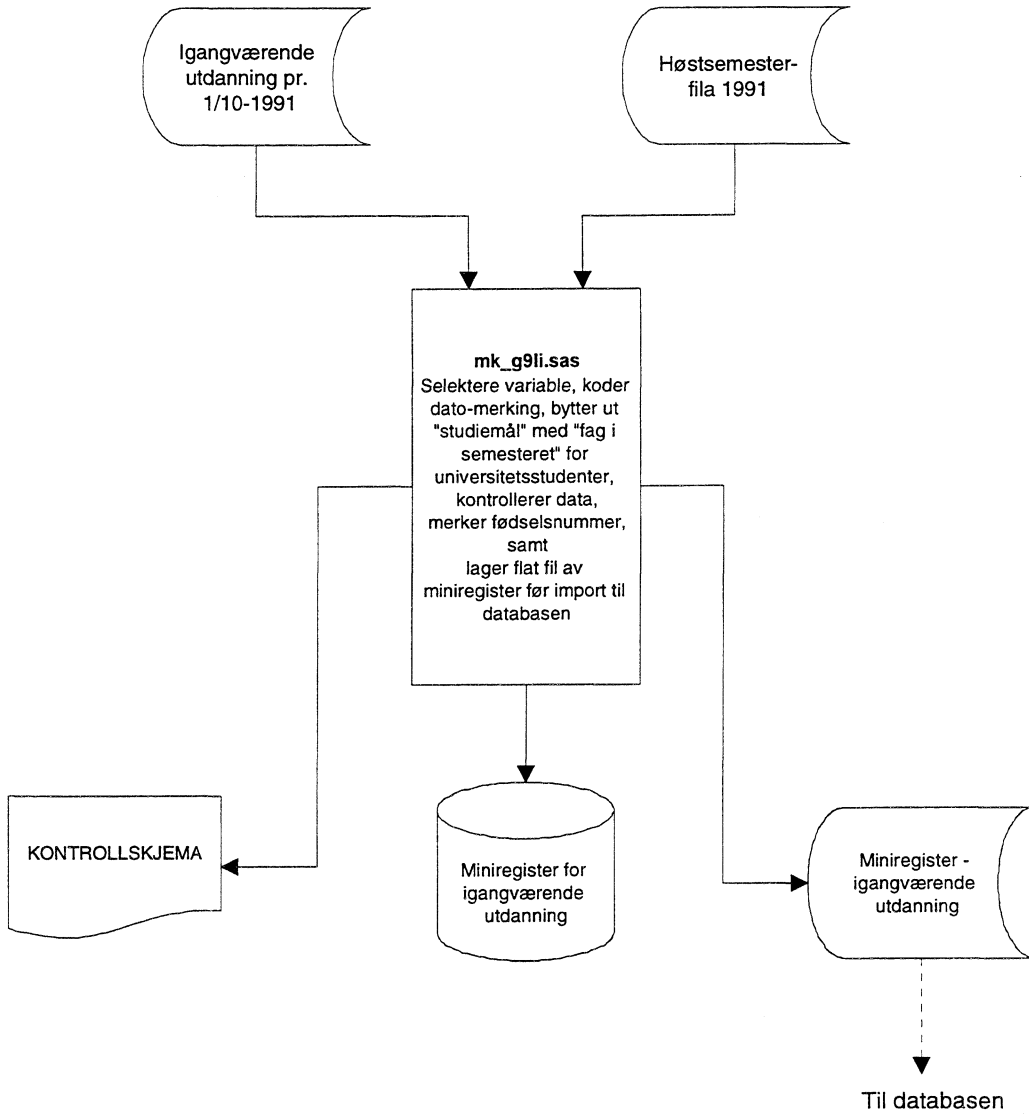 Igangværende
utdanning pr.
1/10-1991
Høstsemester-
fila 1991
mk_g9li.sas
Selektere variable, koder
dato-merking, bytter ut
"studiemål" med "fag i
semesteret" for
universitetsstudenter,
kontrollerer data,
merker fødselsnummer,
samt
lager flat fil av
miniregister før import til
databasen
KONTROLLSKJEMA
Miniregister for
igangværende
utdanning
Miniregister -
igangværende
utdanning
Til databasen